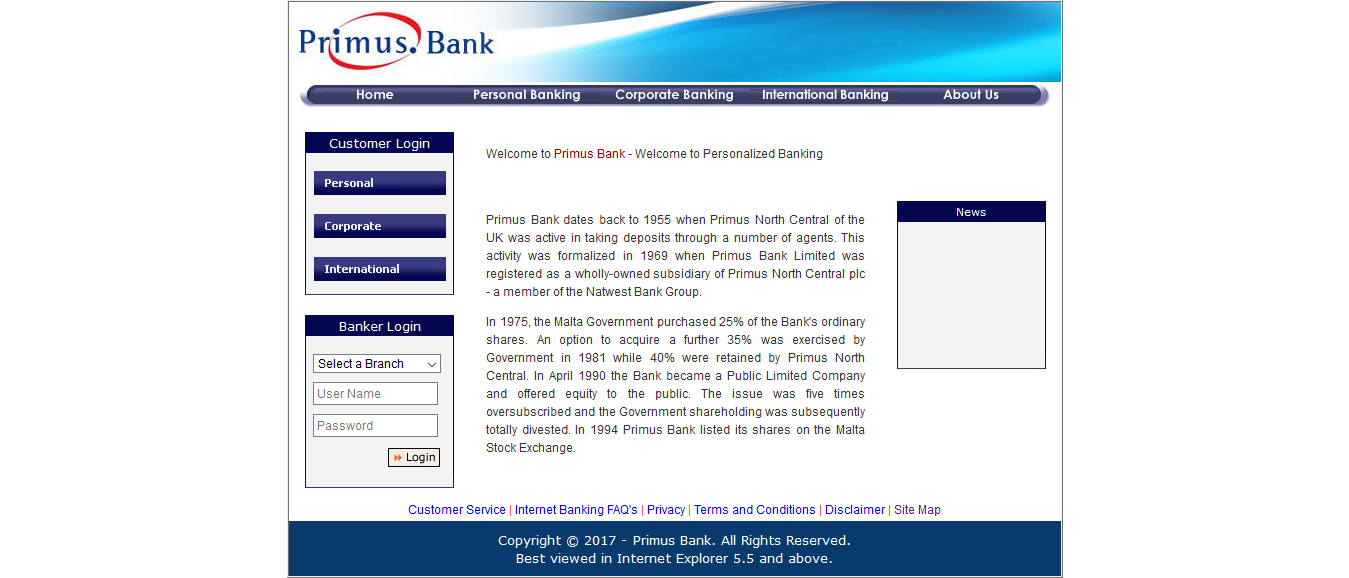 Primus. Bank
Home Personal Banking Corporate Banking International Banking About Us
Customer Login
Personal
Corporate
International
Banker Login
Select a Branch
User Name
Password
Login
Welcome to Primus Bank - Welcome to Personalized Banking
Primus Bank dates back to 1955 when Primus North Central of the
UK was active in taking deposits through a number of agents. This
activity was formalized in 1969 when Primus Bank Limited was
registered as a wholly-owned subsidiary of Primus North Central plc
- a member of the Natwest Bank Group.
In 1975, the Malta Government purchased 25% of the Bank's ordinary
shares. An option to acquire a further 35% was exercised by
Government in 1981 while 40% were retained by Primus North
Central. In April 1990 the Bank became a Public Limited Company
and offered equity to the public. The issue was five times
oversubscribed and the Government shareholding was subsequently
totally divested. In 1994 Primus Bank listed its shares on the Malta
Stock Exchange.
News
Customer Service | Internet Banking FAQ's | Privacy | Terms and Conditions | Disclaimer | Site Map
Copyright © 2017 - Primus Bank. All Rights Reserved.
Best viewed in Internet Explorer 5.5 and above.